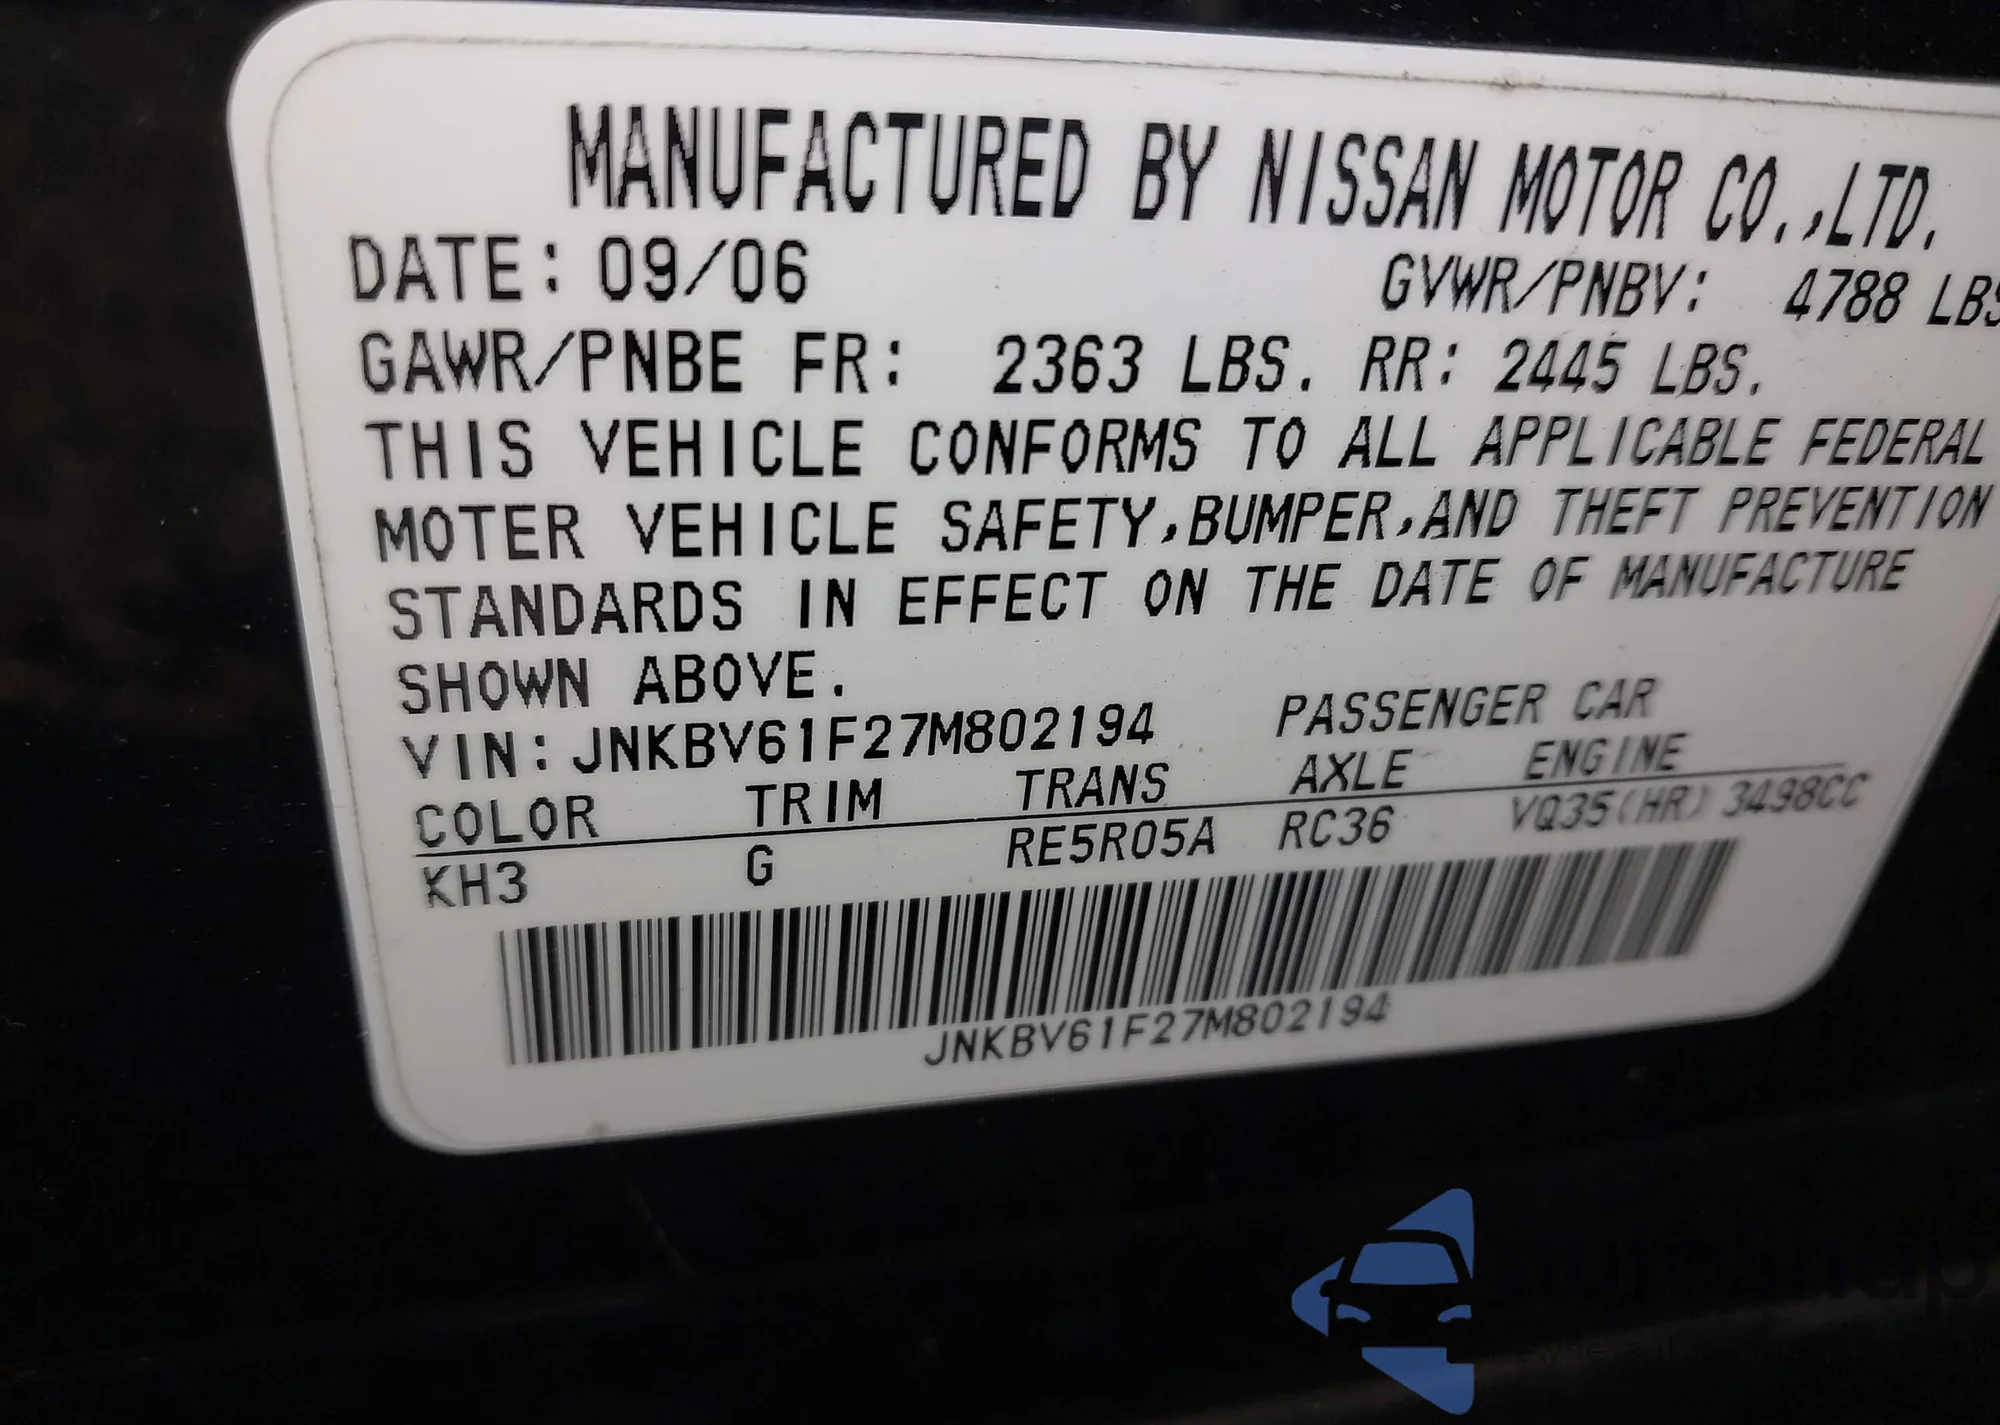 MANUFACTURED BY NISSAN MOTOR CO.,LTD.
DATE: 09/06 GVWR/PNBV: 4788 LBS
GAWR/PNBE FR: 2363 LBS. RR: 2445 LBS.
THIS VEHICLE CONFORMS TO ALL APPLICABLE FEDERAL
MOTER VEHICLE SAFETY,BUMPER,AND THEFT PREVENTION
STANDARDS IN EFFECT ON THE DATE OF MANUFACTURE
SHOWN ABOVE.
VIN:JNKBV61F27M802194 PASSENGER CAR
COLOR TRIM TRANS AXLE ENGINE
KH3 G RE5R05A RC36 VQ35(HR) 3498CC
JNKBV61F27M802194